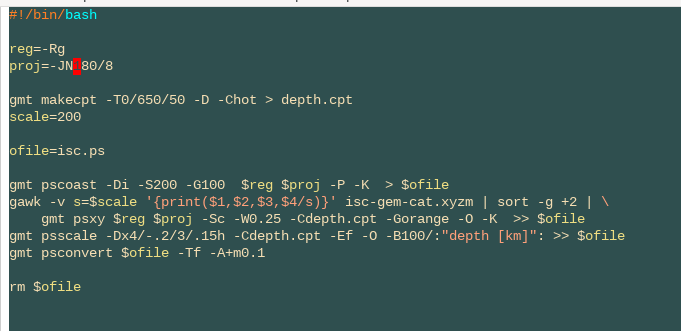 #!/bin/bash
reg=-Rg
proj=-JN180/8
gmt makecpt -T0/650/50 -D -Chot > depth.cpt
scale=200
ofile=isc.ps
gmt pscoast -Di -S200 -G100  $reg $proj -P -K  > $ofile
gawk -v s=$scale '{print($1,$2,$3,$4/s)}' isc-gem-cat.xyzm | sort -g +2 | \
    gmt psxy $reg $proj -Sc -W0.25 -Cdepth.cpt -Gorange -O -K  >> $ofile
gmt psscale -Dx4/-.2/3/.15h -Cdepth.cpt -Ef -O -B100/:"depth [km]": >> $ofile
gmt psconvert $ofile -Tf -A+m0.1
rm $ofile